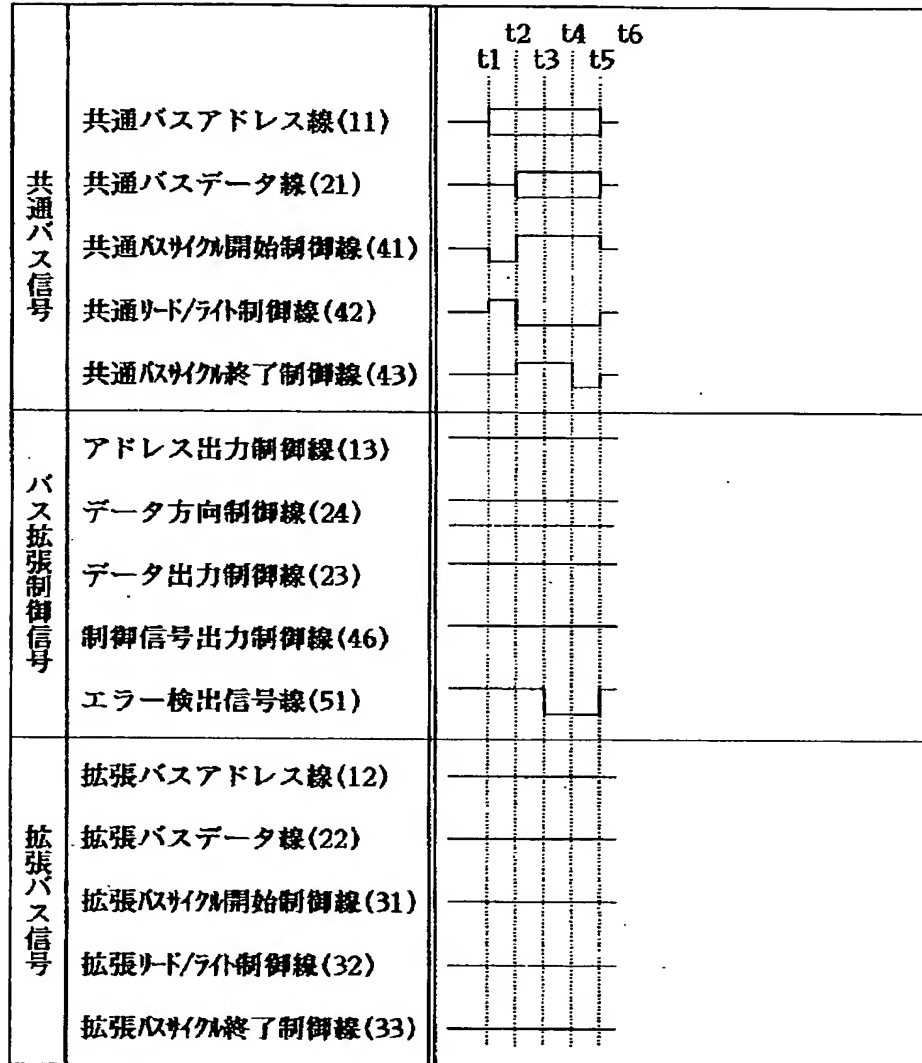 t2 t4 t6
t1 t3 t5
共通バス信号
共通バスアドレス線(11)
共通バスデータ線(21)
共通バスサイクル開始制御線(41)
共通リード/ライト制御線(42)
共通バスサイクル終了制御線(43)
バス拡張制御信号
アドレス出力制御線(13)
データ方向制御線(24)
データ出力制御線(23)
制御信号出力制御線(46)
エラー検出信号線(51)
拡張バス信号
拡張バスアドレス線(12)
拡張バスデータ線(22)
拡張バスサイクル開始制御線(31)
拡張リード/ライト制御線(32)
拡張バスサイクル終了制御線(33)